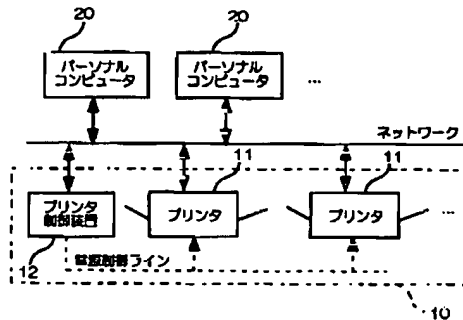 20
20
パーソナル
コンピュータ
パーソナル
コンピュータ
...
ネットワーク
11
11
プリンタ
制御装置
プリンタ
プリンタ
...
12
電源制御ライン
10